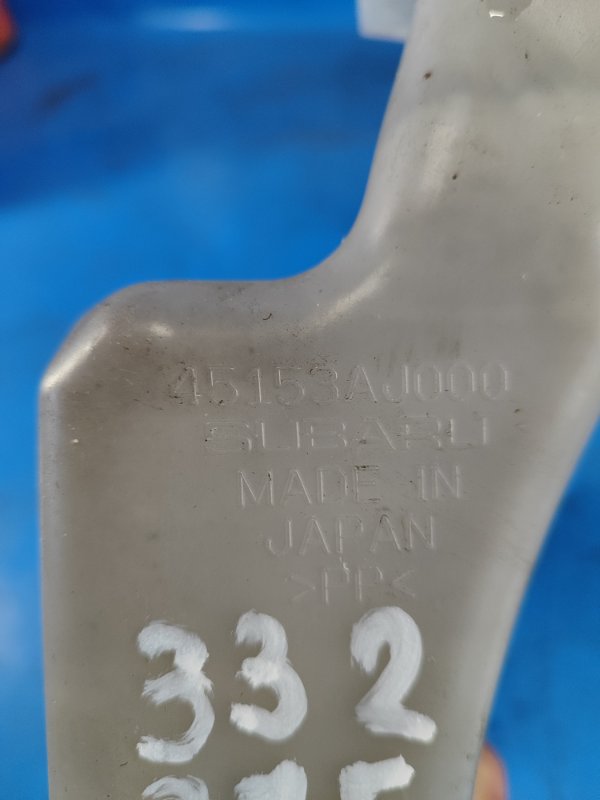 45153AJ000
SUBARU
MADE IN
JAPAN
>PP<
332